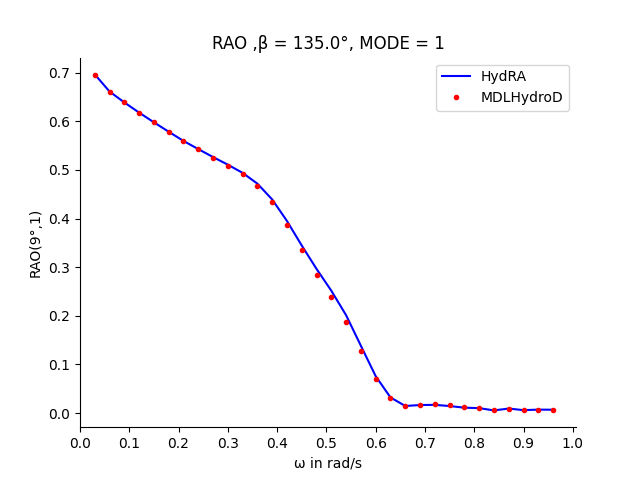 RAO ,β = 135.0°, MODE = 1
HydRA
MDLHydroD
RAO(9°,1)
0.7
0.6
0.5
0.4
0.3
0.2
0.1
0.0
0.0 0.1 0.2 0.3 0.4 0.5 0.6 0.7 0.8 0.9 1.0
ω in rad/s